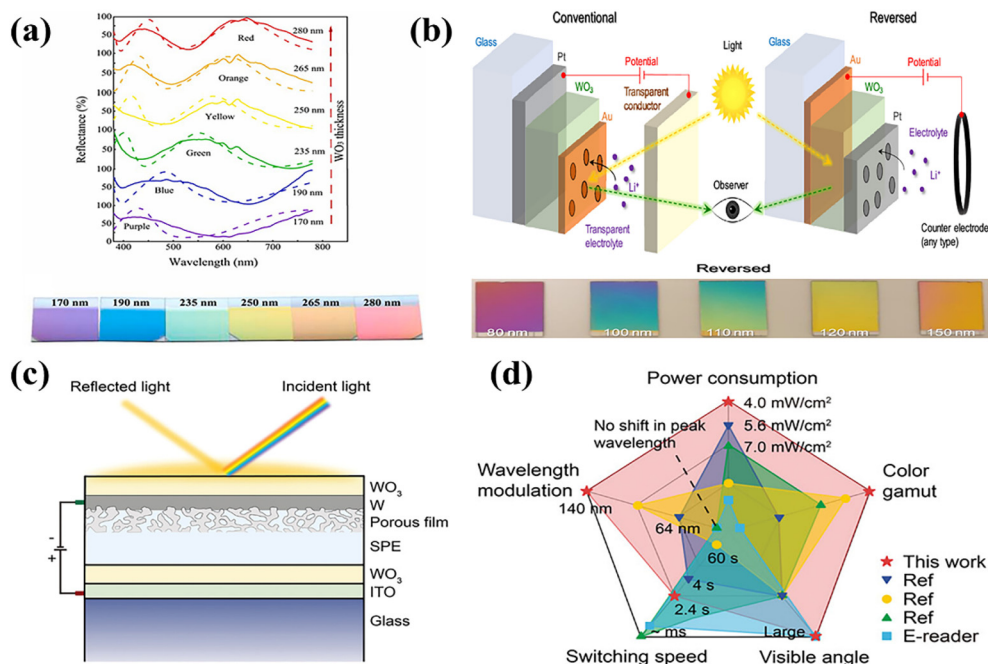 (a)
100
50
100
50
100
50
100
50
100
50
100
50
0
Reflectance (%)
Red
280 nm
Orange
265 nm
Yellow
250 nm
Green
235 nm
Blue
190 nm
Purple
170 nm
WO₃ thickness
400
500
600
700
800
Wavelength (nm)
170 nm
190 nm
235 nm
250 nm
265 nm
280 nm
(b)
Conventional
Reversed
Glass
Pt
Potential
WO₃
Transparent
conductor
Au
Light
Li⁺
Transparent
electrolyte
Observer
Glass
Au
Potential
WO₃
Pt
Electrolyte
Li⁺
Counter electrode
(any type)
Reversed
80 nm
100 nm
110 nm
120 nm
150 nm
(c)
Reflected light
Incident light
WO₃
W
Porous film
SPE
WO₃
ITO
Glass
-
+
(d)
Power consumption
4.0 mW/cm²
5.6 mW/cm²
7.0 mW/cm²
No shift in peak
wavelength
Wavelength
modulation
140 nm
64 nm
Color
gamut
60 s
4 s
2.4 s
~ ms
Large
Switching speed
Visible angle
This work
Ref
Ref
Ref
E-reader